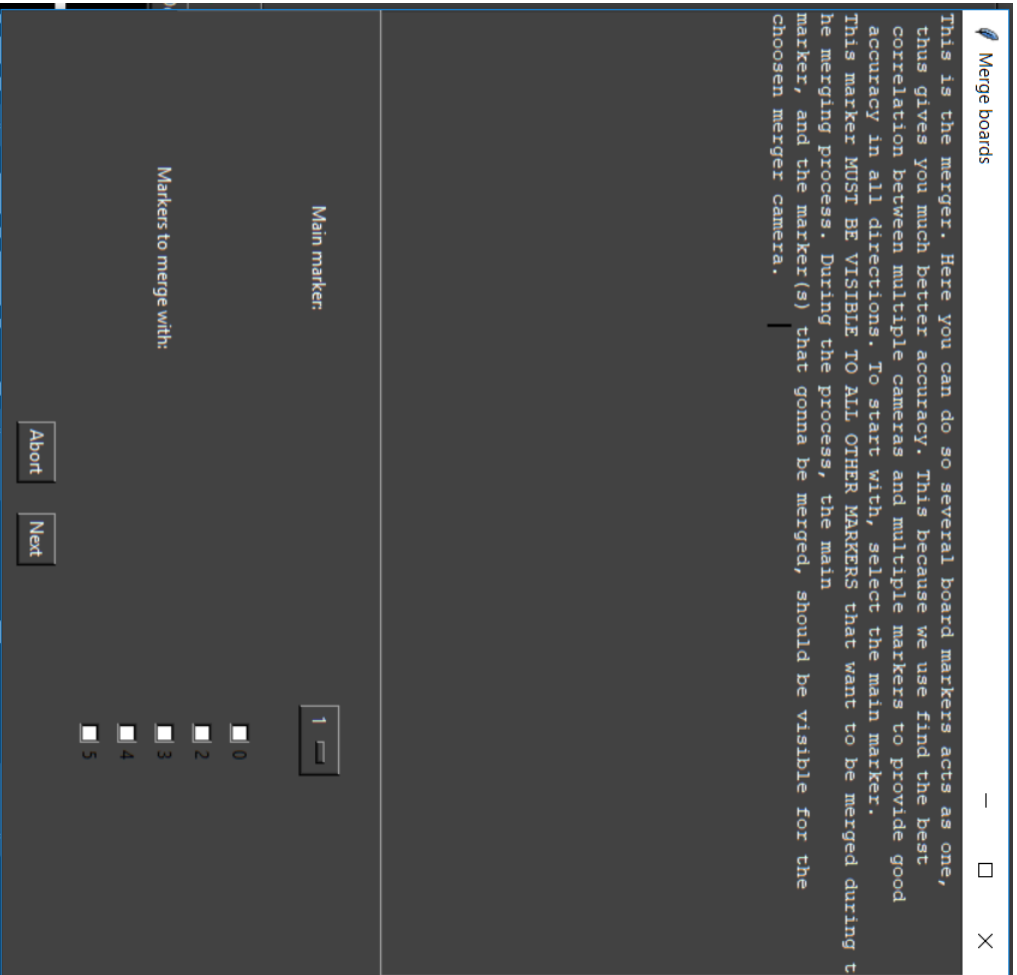 Merge boards
This is the merger. Here you can do so several board markers acts as one,
thus gives you much better accuracy. This because we use find the best
correlation between multiple cameras and multiple markers to provide good
accuracy in all directions. To start with, select the main marker.
This marker MUST BE VISIBLE TO ALL OTHER MARKERS that want to be merged during t
he merging process. During the process, the main
marker, and the marker(s) that gonna be merged, should be visible for the
choosen merger camera.
Main marker:
1
Markers to merge with:
0
2
3
4
5
Abort Next